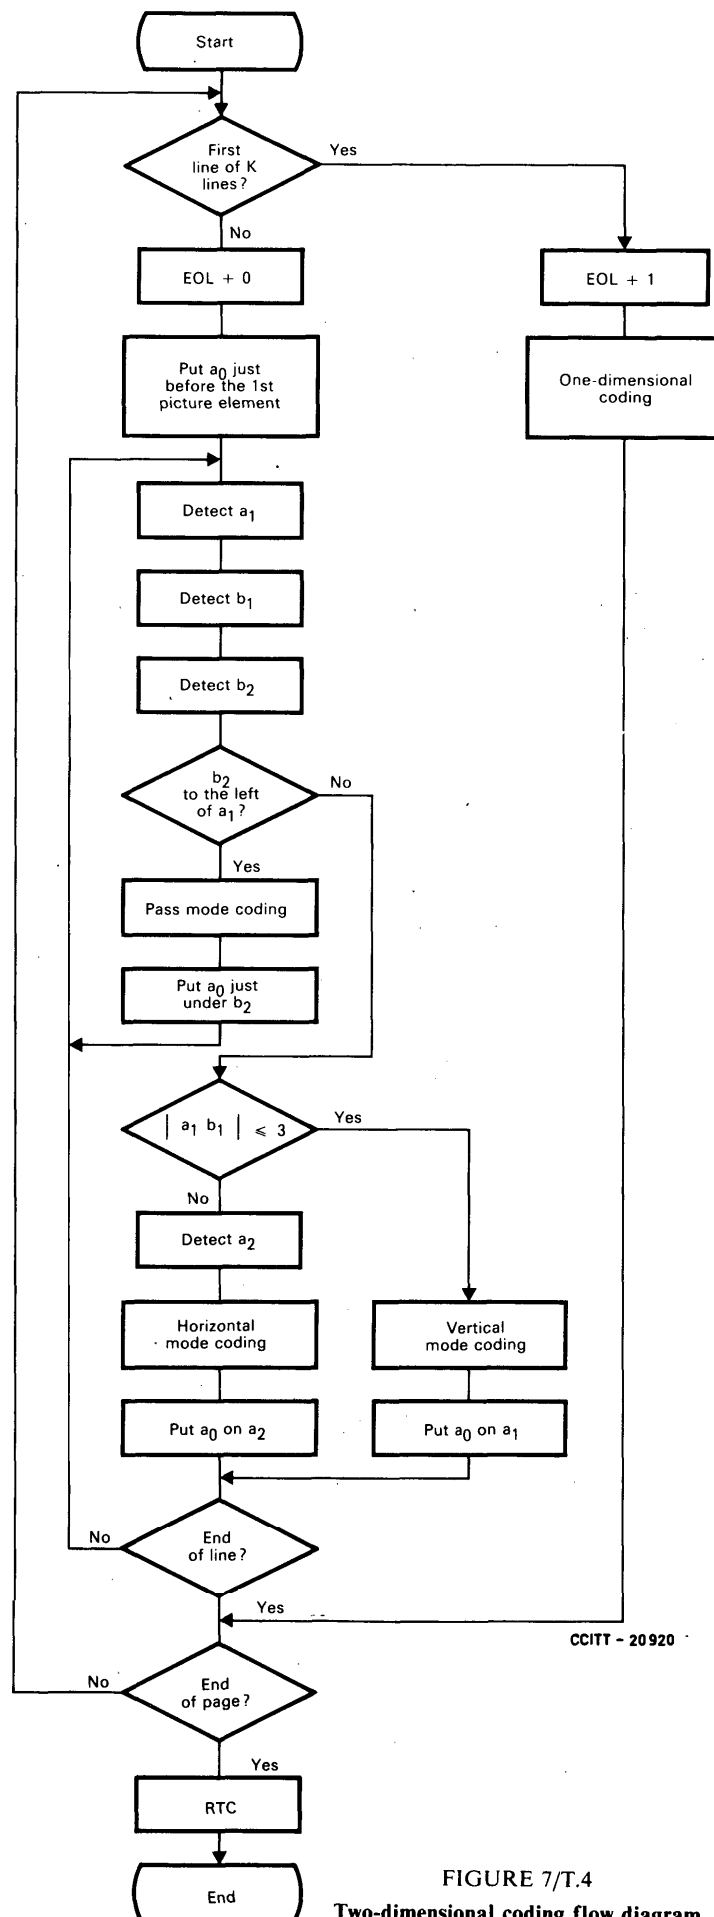 Start
First
line of K
lines?
Yes
No
EOL + 0
EOL + 1
Put a0 just
before the 1st
picture element
One-dimensional
coding
Detect a1
Detect b1
Detect b2
b2
to the left
of a1?
No
Yes
Pass mode coding
Put a0 just
under b2
| a1 b1 | ⩽ 3
Yes
No
Detect a2
Horizontal
mode coding
Vertical
mode coding
Put a0 on a2
Put a0 on a1
End
of line?
No
Yes
CCITT – 20920
End
of page?
No
Yes
RTC
End
FIGURE 7/T.4
Two-dimensional coding flow diagram